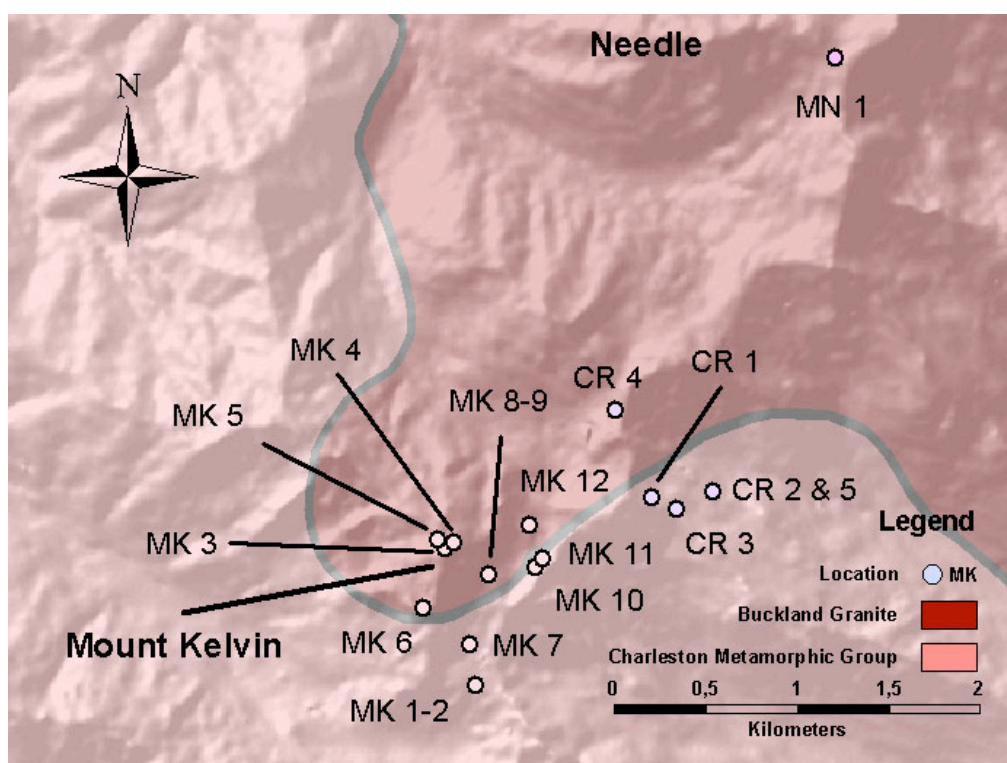 Needle
MN 1
N
MK 4
CR 4
CR 1
MK 5
MK 8-9
MK 12
CR 2 & 5
MK 3
CR 3
Legend
MK 11
Location MK
MK 10
Buckland Granite
Mount Kelvin
MK 6
MK 7
Charleston Metamorphic Group
MK 1-2
0 0,5 1 1,5 2
Kilometers